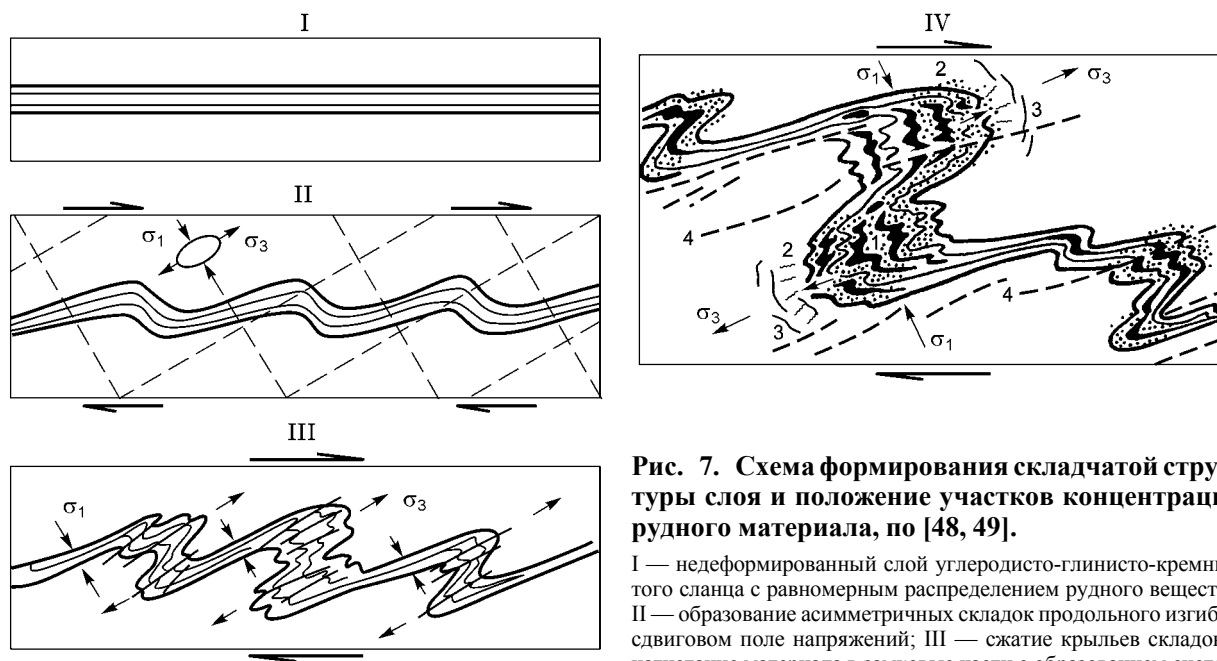 I
II
σ1
σ3
III
σ1
σ3
IV
σ1
2
σ3
3
4
1
2
4
3
σ3
σ1
Рис. 7. Схема формирования складчатой стру
туры слоя и положение участков концентраци
рудного материала, по [48, 49].
I — недеформированный слой углеродисто-глинисто-кремни
того сланца с равномерным распределением рудного вещест
II — образование асимметричных складок продольного изгиб
сдвиговом поле напряжений; III — сжатие крыльев складо